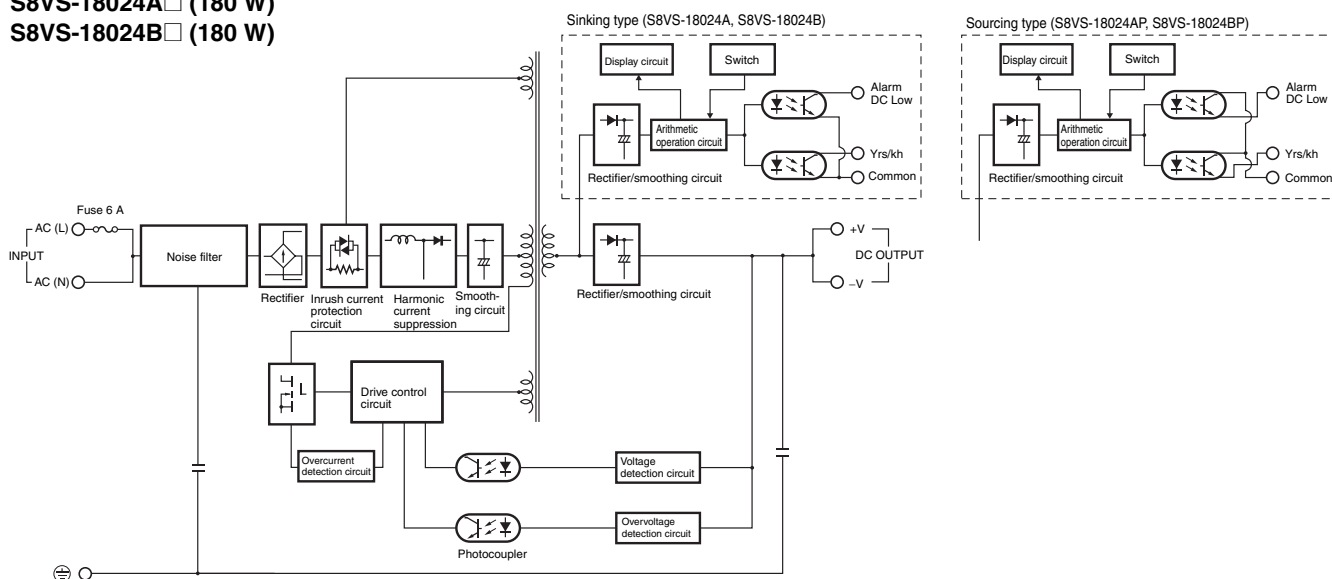 S8VS-18024A□ (180 W)
S8VS-18024B□ (180 W)
Sinking type (S8VS-18024A, S8VS-18024B)
Display circuit
Switch
Alarm
DC Low
Arithmetic
operation circuit
Yrs/kh
Common
Rectifier/smoothing circuit
Sourcing type (S8VS-18024AP, S8VS-18024BP)
Display circuit
Switch
Alarm
DC Low
Arithmetic
operation circuit
Yrs/kh
Common
Rectifier/smoothing circuit
Fuse 6 A
AC (L)
INPUT
AC (N)
Noise filter
Rectifier
Inrush current
protection
circuit
Harmonic
current
suppression
Smooth-
ing circuit
Rectifier/smoothing circuit
+V
DC OUTPUT
–V
Drive control
circuit
Overcurrent
detection circuit
Voltage
detection circuit
Overvoltage
detection circuit
Photocoupler